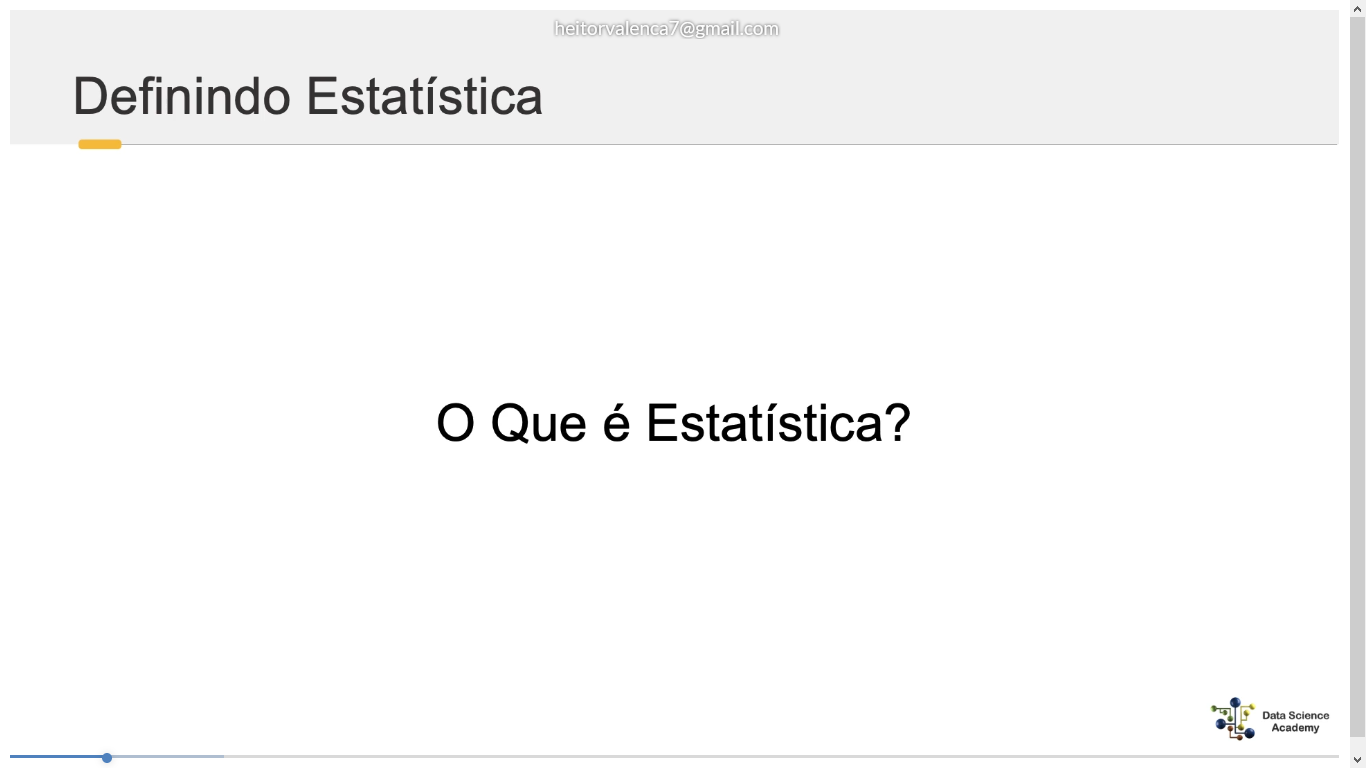 heitorvalenca7@gmail.com
Definindo Estatística
O Que é Estatística?
Data Science
Academy